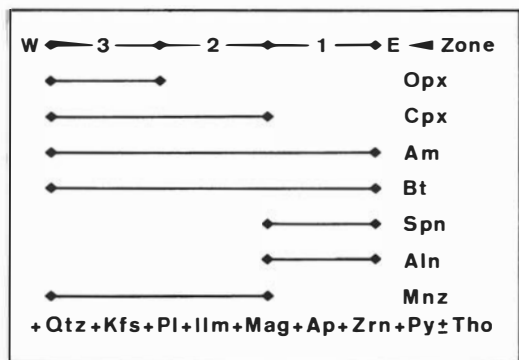 W 3 2 1 E Zone
Opx
Cpx
Am
Bt
Spn
Aln
Mnz
+Qtz+Kfs+Pl+Ilm+Mag+Ap+Zrn+Py±Tho